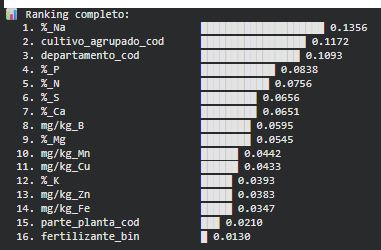 📊 Ranking completo:
1. %_Na 0.1356
2. cultivo_agrupado_cod 0.1172
3. departamento_cod 0.1093
4. %_P 0.0838
5. %_N 0.0756
6. %_S 0.0656
7. %_Ca 0.0651
8. mg/kg_B 0.0595
9. %_Mg 0.0545
10. mg/kg_Mn 0.0442
11. mg/kg_Cu 0.0433
12. %_K 0.0393
13. mg/kg_Zn 0.0383
14. mg/kg_Fe 0.0347
15. parte_planta_cod 0.0210
16. fertilizante_bin 0.0130